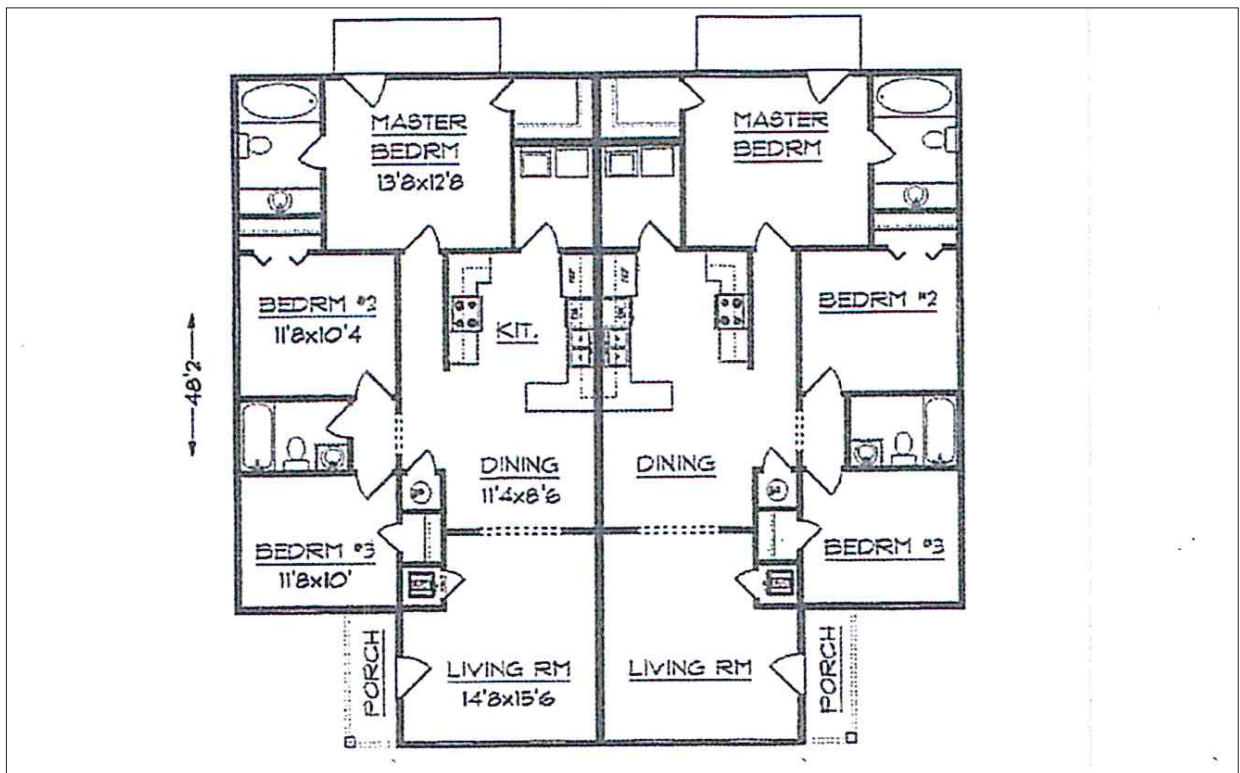 MASTER
BEDRM
13'8x12'8
MASTER
BEDRM
BEDRM #2
11'8x10'4
KIT.
BEDRM #2
48'2
DINING
11'4x8'6
DINING
BEDRM #3
11'8x10'
BEDRM #3
PORCH
LIVING RM
14'8x15'6
LIVING RM
PORCH